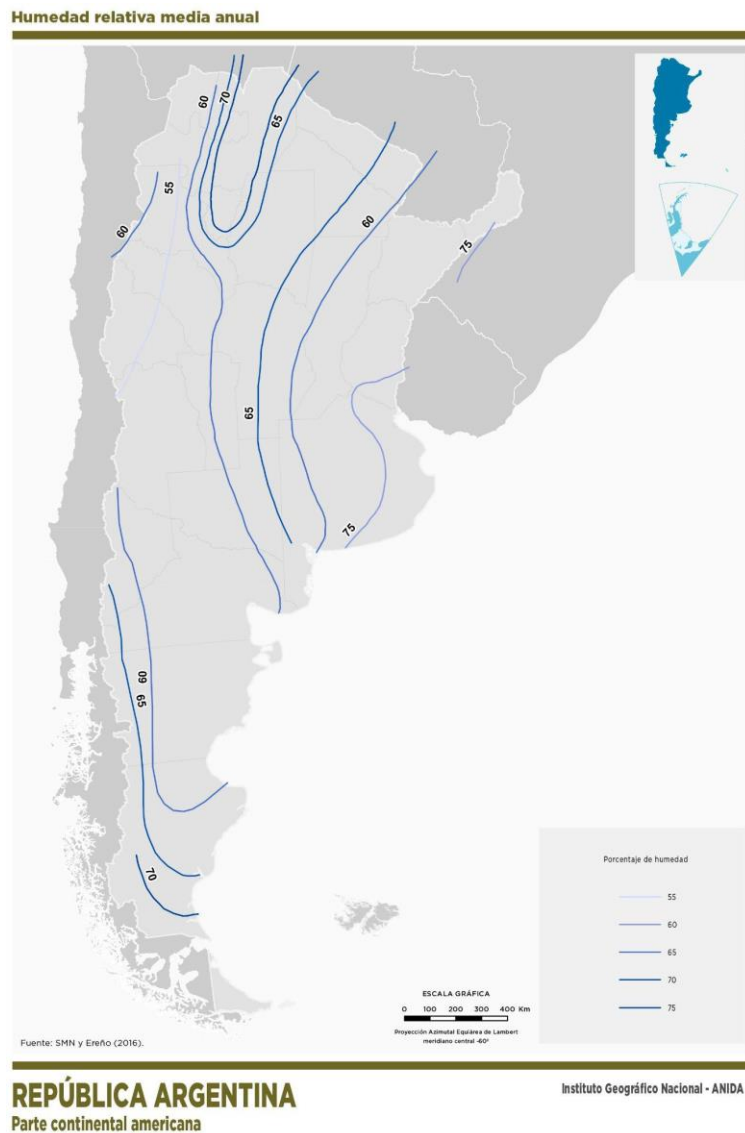 Humedad relativa media anual
60
70
65
55
60
60
75
65
75
60
65
70
Porcentaje de humedad
55
60
65
70
75
ESCALA GRÁFICA
0 100 200 300 400 Km
Proyección Azimutal Equiárea de Lambert
meridiano central -60°
Fuente: SMN y Ereño (2016).
REPÚBLICA ARGENTINA
Parte continental americana
Instituto Geográfico Nacional - ANIDA